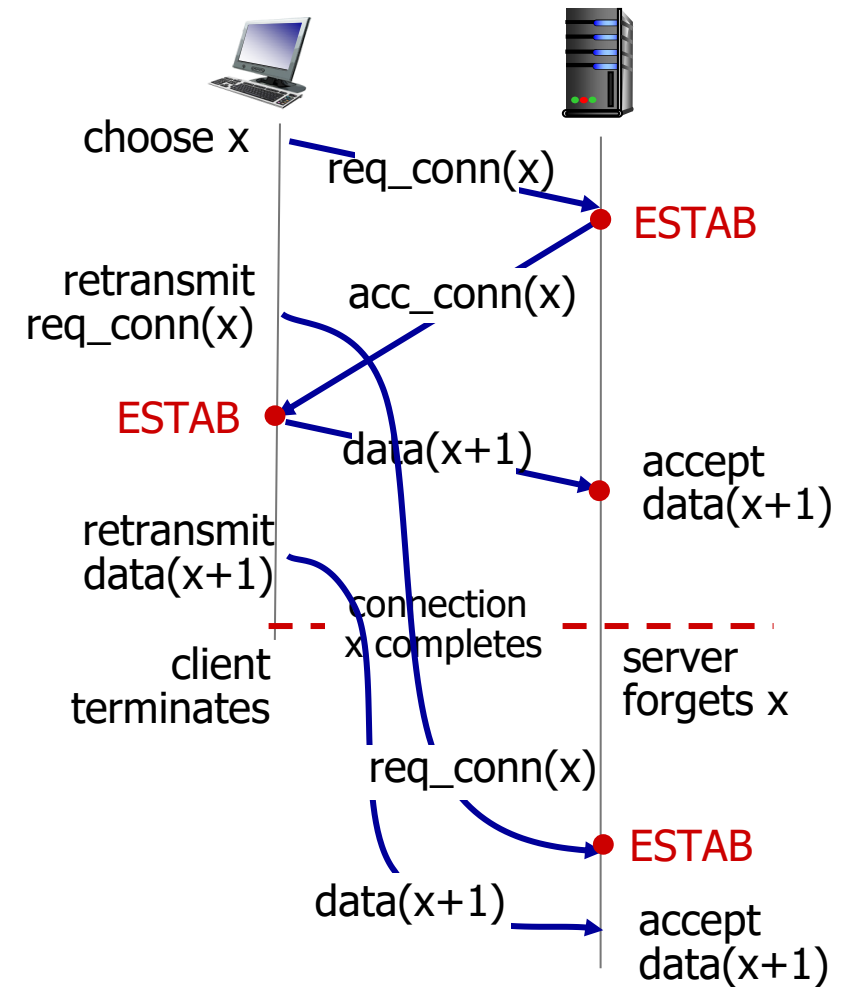 choose x
req_conn(x)
ESTAB
retransmit
req_conn(x)
acc_conn(x)
ESTAB
data(x+1)
accept
data(x+1)
retransmit
data(x+1)
connection
x completes
client
terminates
server
forgets x
req_conn(x)
ESTAB
data(x+1)
accept
data(x+1)